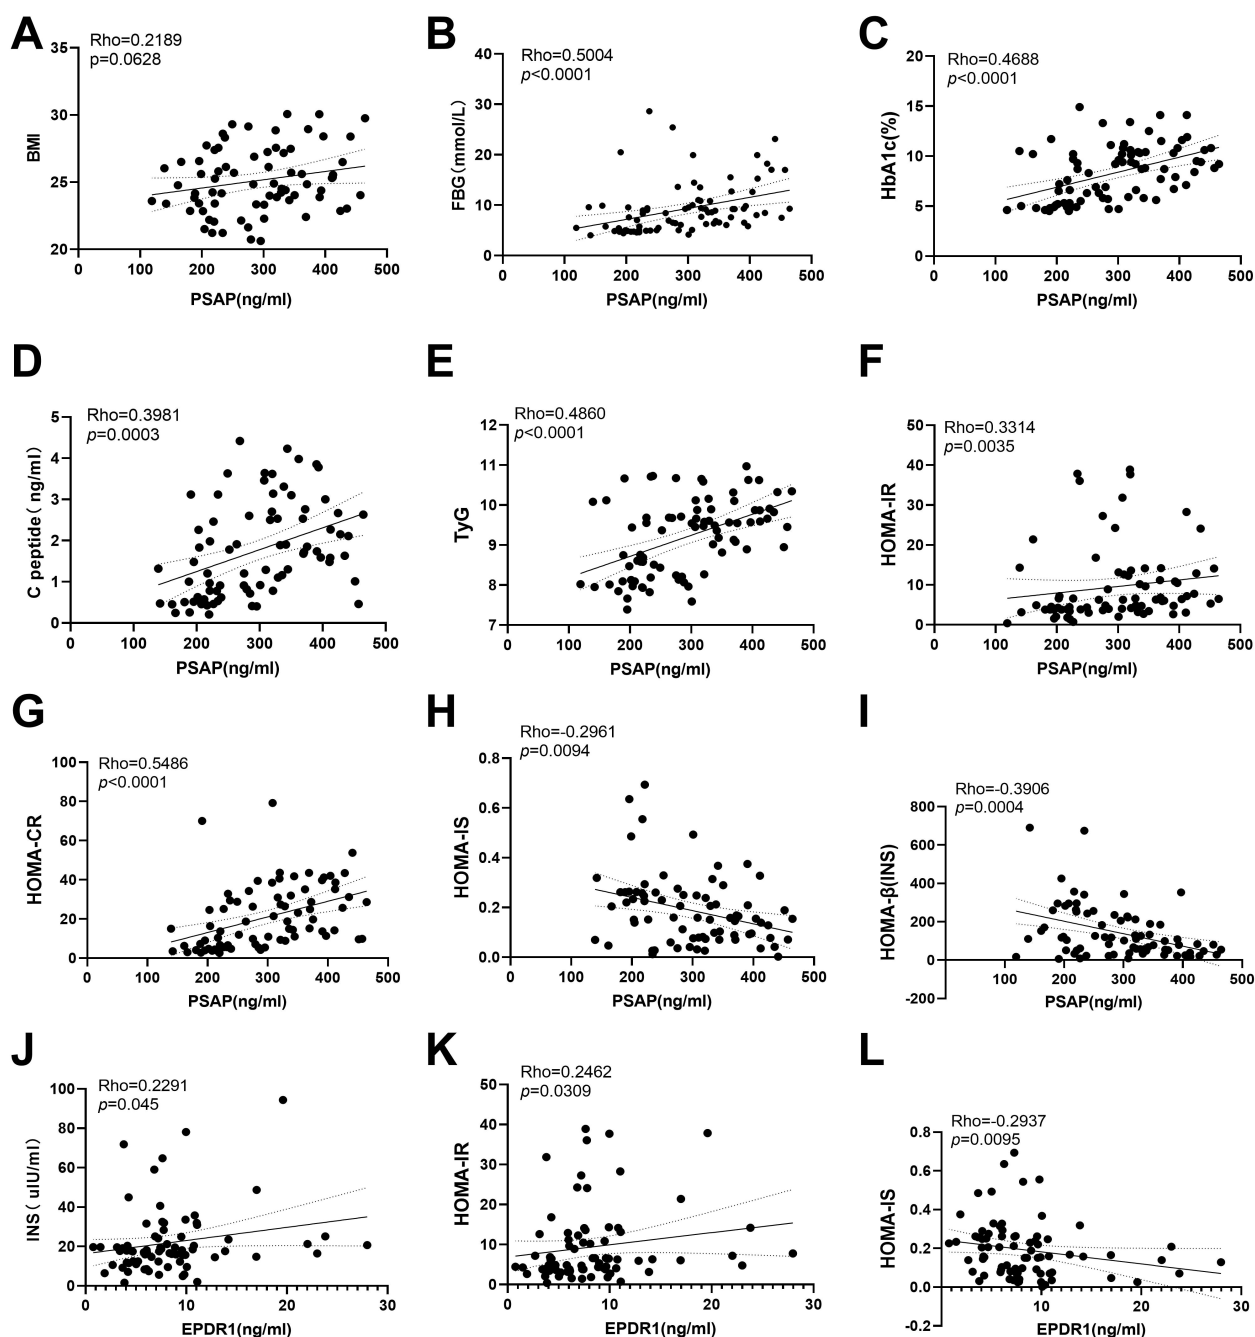 A
Rho=0.2189
p=0.0628
35
30
25
20
BMI
0
100
200
300
400
500
PSAP(ng/ml)
B
Rho=0.5004
p<0.0001
40
30
20
10
0
FBG(mmol/L)
0
100
200
300
400
500
PSAP(ng/ml)
C
Rho=0.4688
p<0.0001
20
15
10
5
0
HbA1c(%)
0
100
200
300
400
500
PSAP(ng/ml)
D
Rho=0.3981
p=0.0003
5
4
3
2
1
0
C peptide( ng/ml)
0
100
200
300
400
500
PSAP(ng/ml)
E
Rho=0.4860
p<0.0001
12
11
10
9
8
7
TyG
0
100
200
300
400
500
PSAP(ng/ml)
F
Rho=0.3314
p=0.0035
50
40
30
20
10
0
HOMA-IR
0
100
200
300
400
500
PSAP(ng/ml)
G
Rho=0.5486
p<0.0001
100
80
60
40
20
0
HOMA-CR
0
100
200
300
400
500
PSAP(ng/ml)
H
Rho=-0.2961
p=0.0094
0.8
0.6
0.4
0.2
0.0
HOMA-IS
0
100
200
300
400
500
PSAP(ng/ml)
I
Rho=-0.3906
p=0.0004
800
600
400
200
0
-200
HOMA-β(INS)
100
200
300
400
500
PSAP(ng/ml)
J
Rho=0.2291
p=0.045
100
80
60
40
20
0
INS( uIU/ml)
0
10
20
30
EPDR1(ng/ml)
K
Rho=0.2462
p=0.0309
50
40
30
20
10
0
HOMA-IR
0
10
20
30
EPDR1(ng/ml)
L
Rho=-0.2937
p=0.0095
0.8
0.6
0.4
0.2
0.0
-0.2
HOMA-IS
10
20
30
EPDR1(ng/ml)